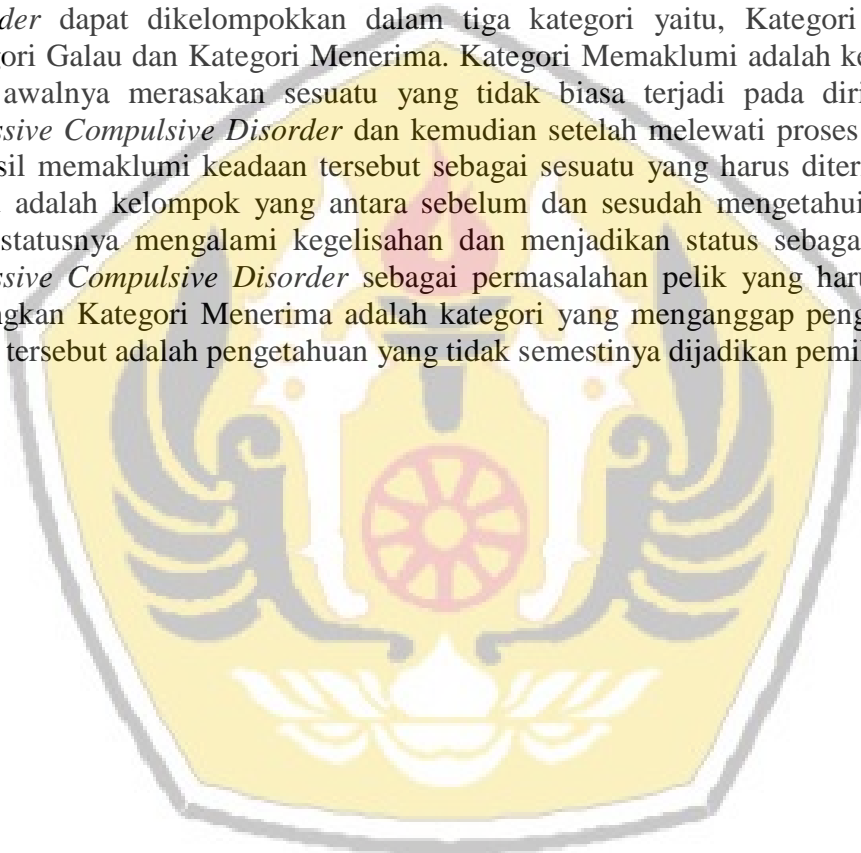 der dapat dikelompokkan dalam tiga kategori yaitu, Kategori
gori Galau dan Kategori Menerima. Kategori Memaklumi adalah ke
awalnya merasakan sesuatu yang tidak biasa terjadi pada diri
ssive Compulsive Disorder dan kemudian setelah melewati proses
sil memaklumi keadaan tersebut sebagai sesuatu yang harus diter
adalah kelompok yang antara sebelum dan sesudah mengetahui
statusnya mengalami kegelisahan dan menjadikan status sebaga
ssive Compulsive Disorder sebagai permasalahan pelik yang haru
ngkan Kategori Menerima adalah kategori yang menganggap peng
tersebut adalah pengetahuan yang tidak semestinya dijadikan pemi